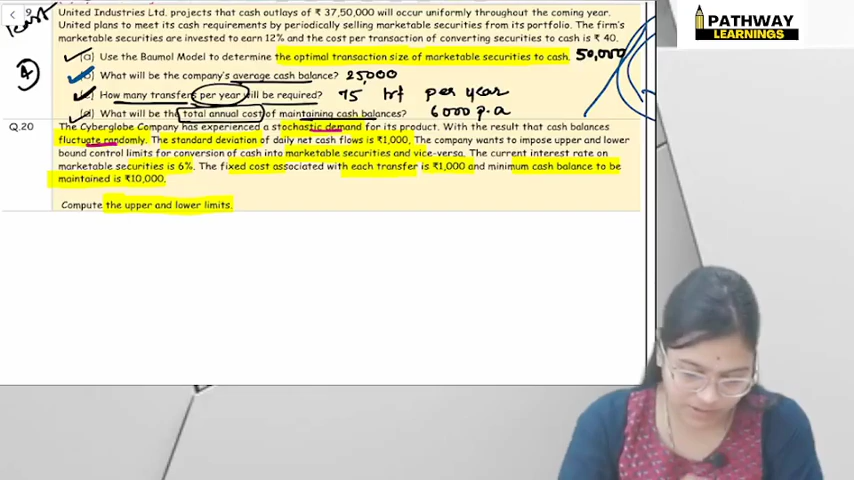 least
9
United Industries Ltd. projects that cash outlays of ₹ 37,50,000 will occur uniformly throughout the coming year.
United plans to meet its cash requirements by periodically selling marketable securities from its portfolio. The firm's
marketable securities are invested to earn 12% and the cost per transaction of converting securities to cash is ₹ 40.
(a) Use the Baumol Model to determine the optimal transaction size of marketable securities to cash. 50,000
What will be the company's average cash balance? 25,000
How many transfers per year will be required? 75 trf per year
(d) What will be the total annual cost of maintaining cash balances? 6000 p.a
4
Q.20
The Cyberglobe Company has experienced a stochastic demand for its product. With the result that cash balances
fluctuate randomly. The standard deviation of daily net cash flows is ₹1,000. The company wants to impose upper and lower
bound control limits for conversion of cash into marketable securities and vice-versa. The current interest rate on
marketable securities is 6%. The fixed cost associated with each transfer is ₹1,000 and minimum cash balance to be
maintained is ₹10,000.
Compute the upper and lower limits.
PATHWAY
LEARNINGS